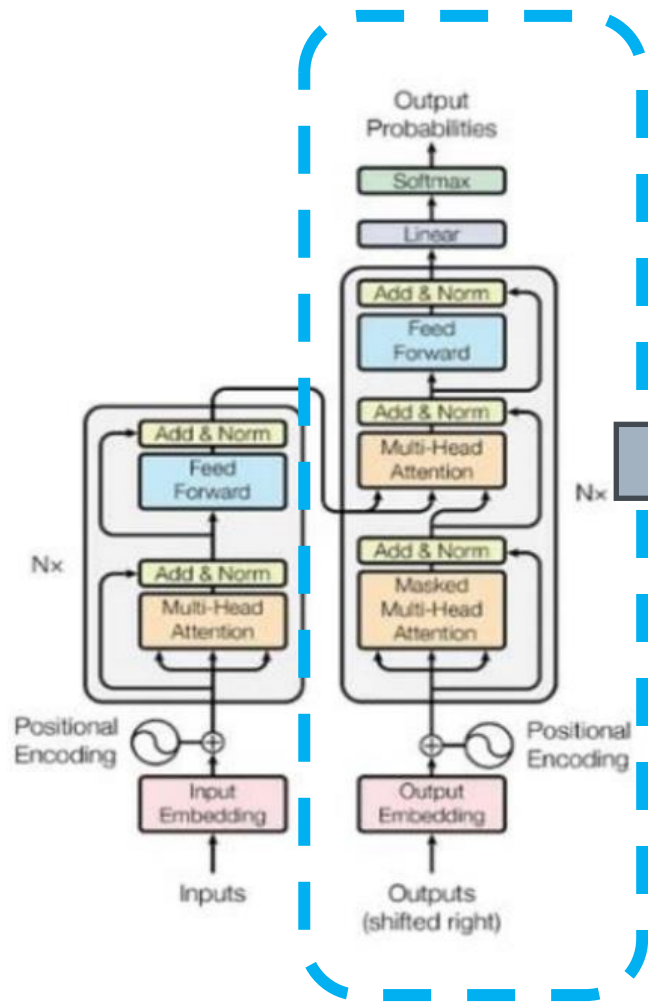 Output
Probabilities
Softmax
Linear
Add & Norm
Feed
Forward
Add & Norm
Multi-Head
Attention
Nx
Add & Norm
Masked
Multi-Head
Attention
Positional
Encoding
Output
Embedding
Outputs
(shifted right)
Add & Norm
Feed
Forward
Nx
Add & Norm
Multi-Head
Attention
Positional
Encoding
Input
Embedding
Inputs